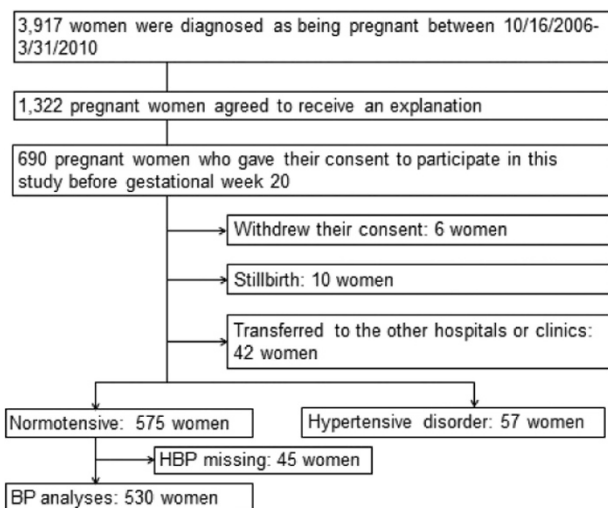 3,917 women were diagnosed as being pregnant between 10/16/2006-
3/31/2010
1,322 pregnant women agreed to receive an explanation
690 pregnant women who gave their consent to participate in this
study before gestational week 20
Withdrew their consent: 6 women
Stillbirth: 10 women
Transferred to the other hospitals or clinics:
42 women
Normotensive: 575 women
Hypertensive disorder: 57 women
HBP missing: 45 women
BP analyses: 530 women